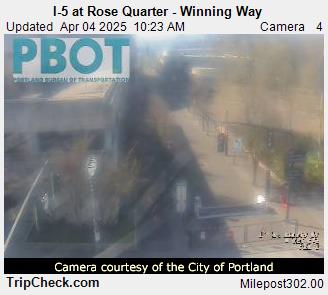 I-5 at Rose Quarter - Winning Way
Updated Apr 04 2025 10:23 AM Camera 4
PBOT
PORTLAND BUREAU OF TRANSPORTATION
Camera courtesy of the City of Portland
TripCheck.com Milepost302.00